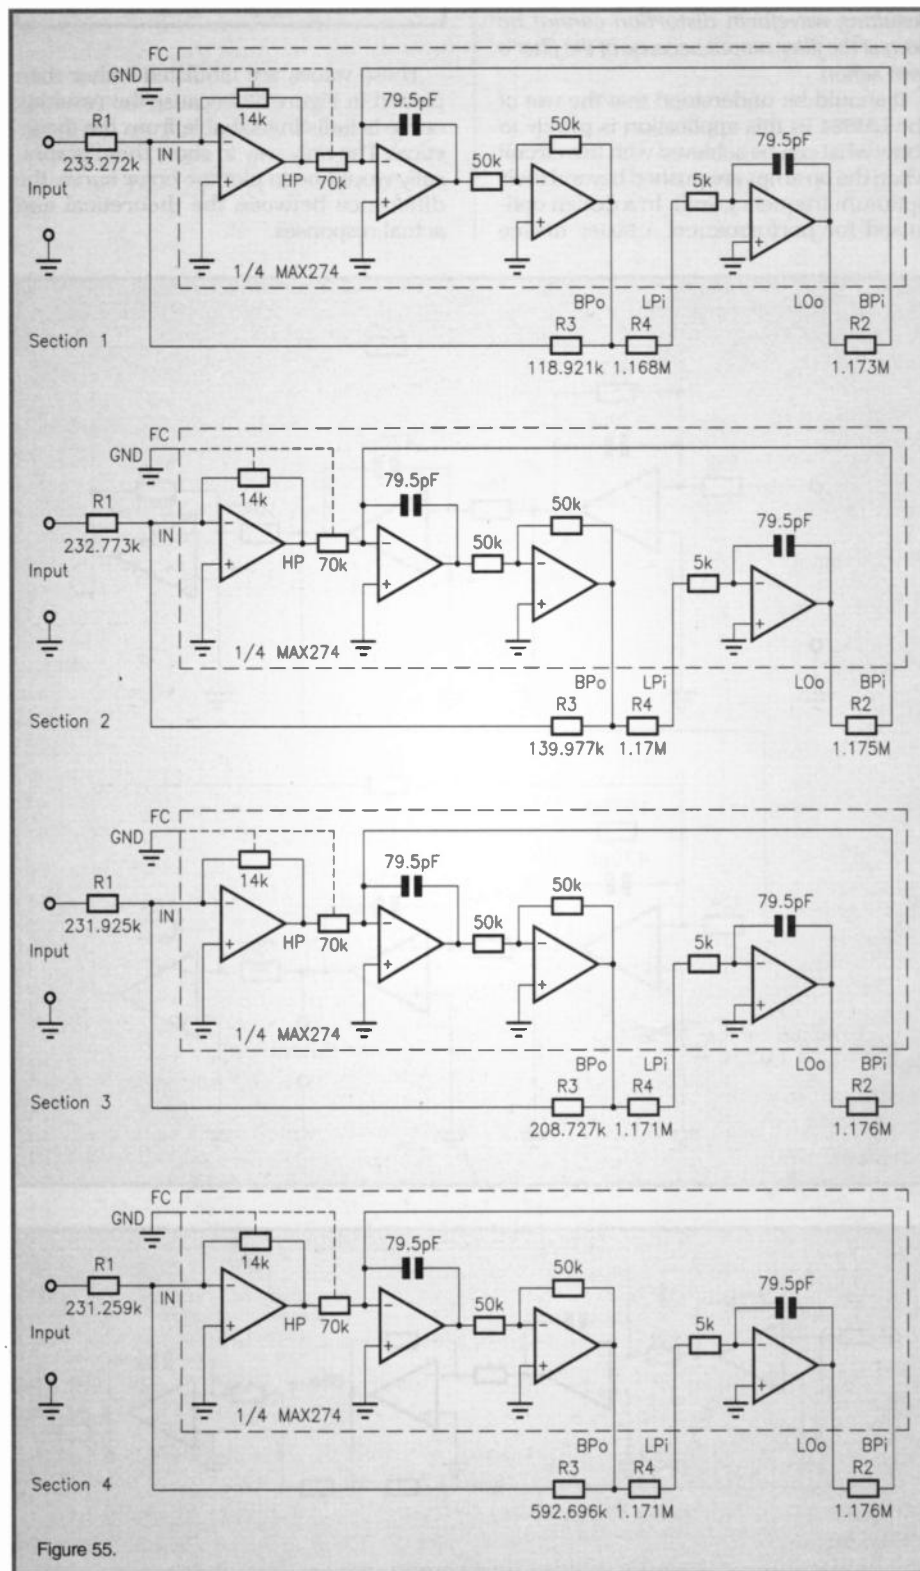 FC
GND
R1
233.272k
IN
Input
14k
HP
70k
79.5pF
50k
50k
5k
79.5pF
1/4 MAX274
BPo LPi LOo BPi
Section 1
R3 R4 R2
118.921k 1.168M 1.173M
FC
GND
R1
232.773k
IN
Input
14k
HP
70k
79.5pF
50k
50k
5k
79.5pF
1/4 MAX274
BPo LPi LOo BPi
Section 2
R3 R4 R2
139.977k 1.17M 1.175M
FC
GND
R1
231.925k
IN
Input
14k
HP
70k
79.5pF
50k
50k
5k
79.5pF
1/4 MAX274
BPo LPi LOo BPi
Section 3
R3 R4 R2
208.727k 1.171M 1.176M
FC
GND
R1
231.259k
IN
Input
14k
HP
70k
79.5pF
50k
50k
5k
79.5pF
1/4 MAX274
BPo LPi LOo BPi
Section 4
R3 R4 R2
592.696k 1.171M 1.176M
Figure 55.